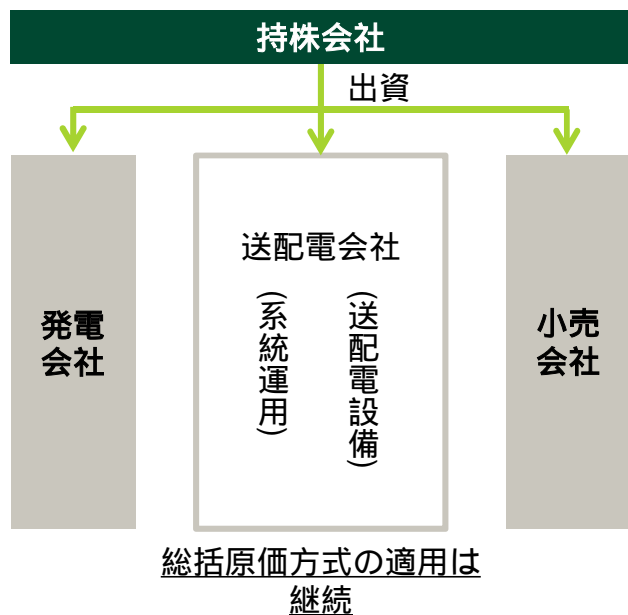 持株会社
出資
発電
会社
送配電会社
(送配電設備)
(系統運用)
小売
会社
総括原価方式の適用は
継続